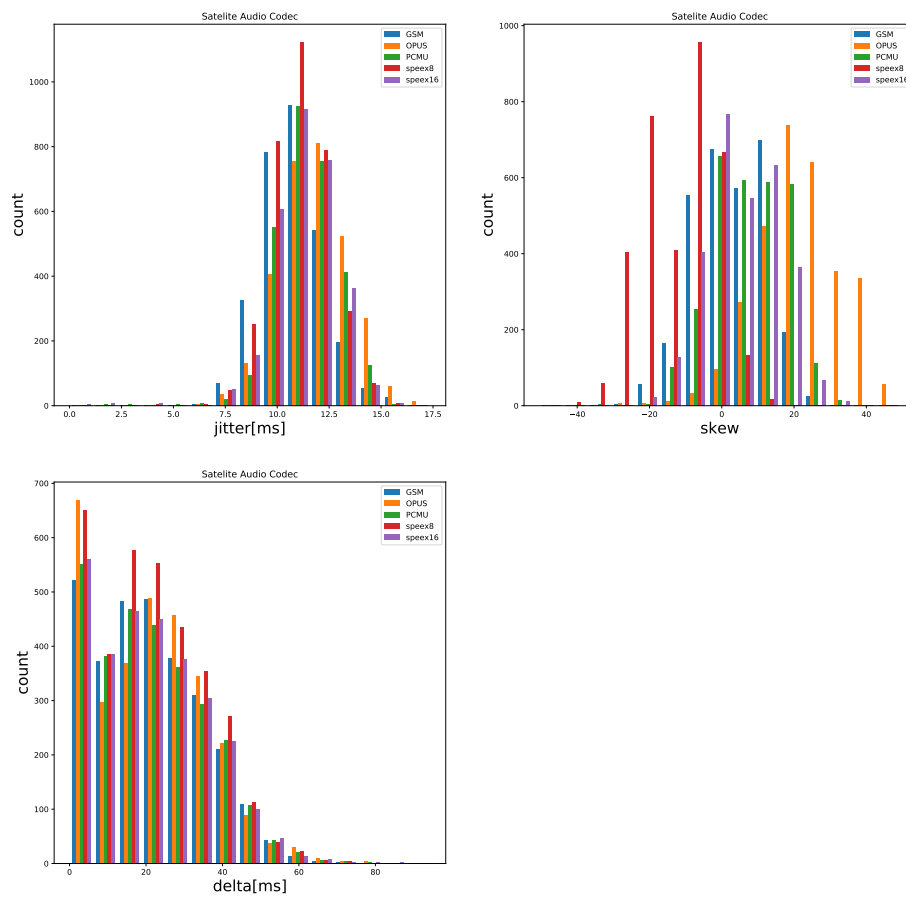 Satelite Audio Codec
GSM
OPUS
PCMU
speex8
speex16
1000
800
600
400
200
0
count
0.0 2.5 5.0 7.5 10.0 12.5 15.0 17.5
jitter[ms]
Satelite Audio Codec
GSM
OPUS
PCMU
speex8
speex16
1000
800
600
400
200
0
count
−40 −20 0 20 40
skew
Satelite Audio Codec
GSM
OPUS
PCMU
speex8
speex16
700
600
500
400
300
200
100
0
count
0 20 40 60 80
delta[ms]